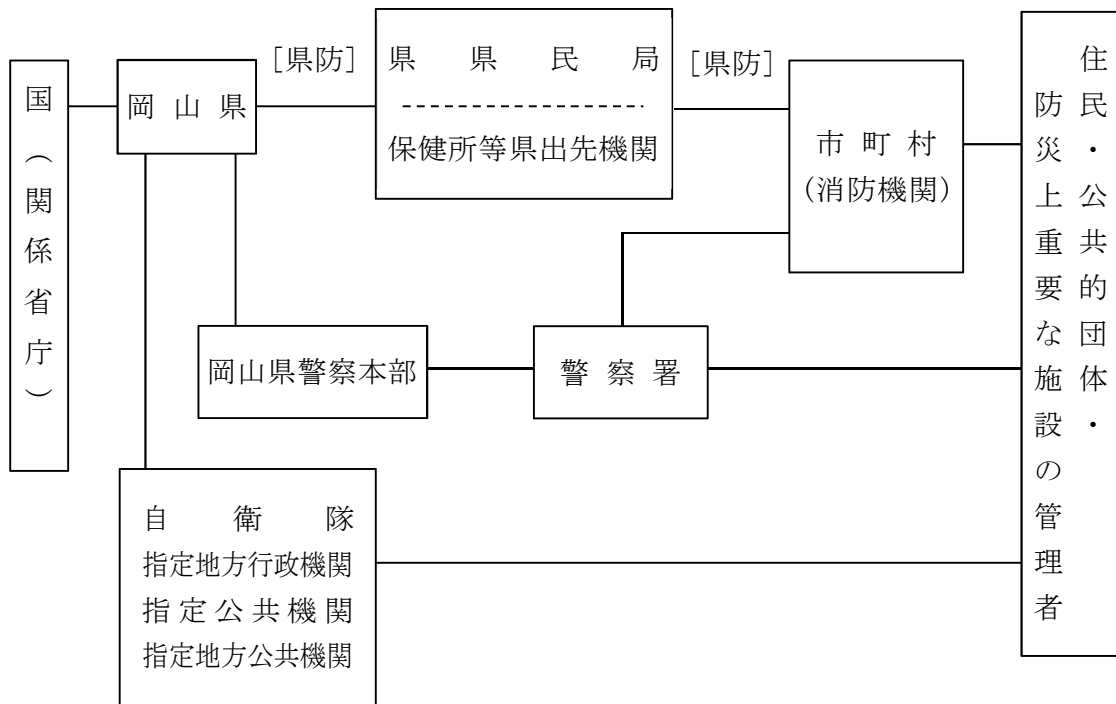 国（関係省庁）
岡山県
[県防]
県県民局
保健所等県出先機関
[県防]
市町村
(消防機関)
住民・公共的団体・
防災上重要な施設の管理者
岡山県警察本部
警察署
自衛隊
指定地方行政機関
指定公共機関
指定地方公共機関